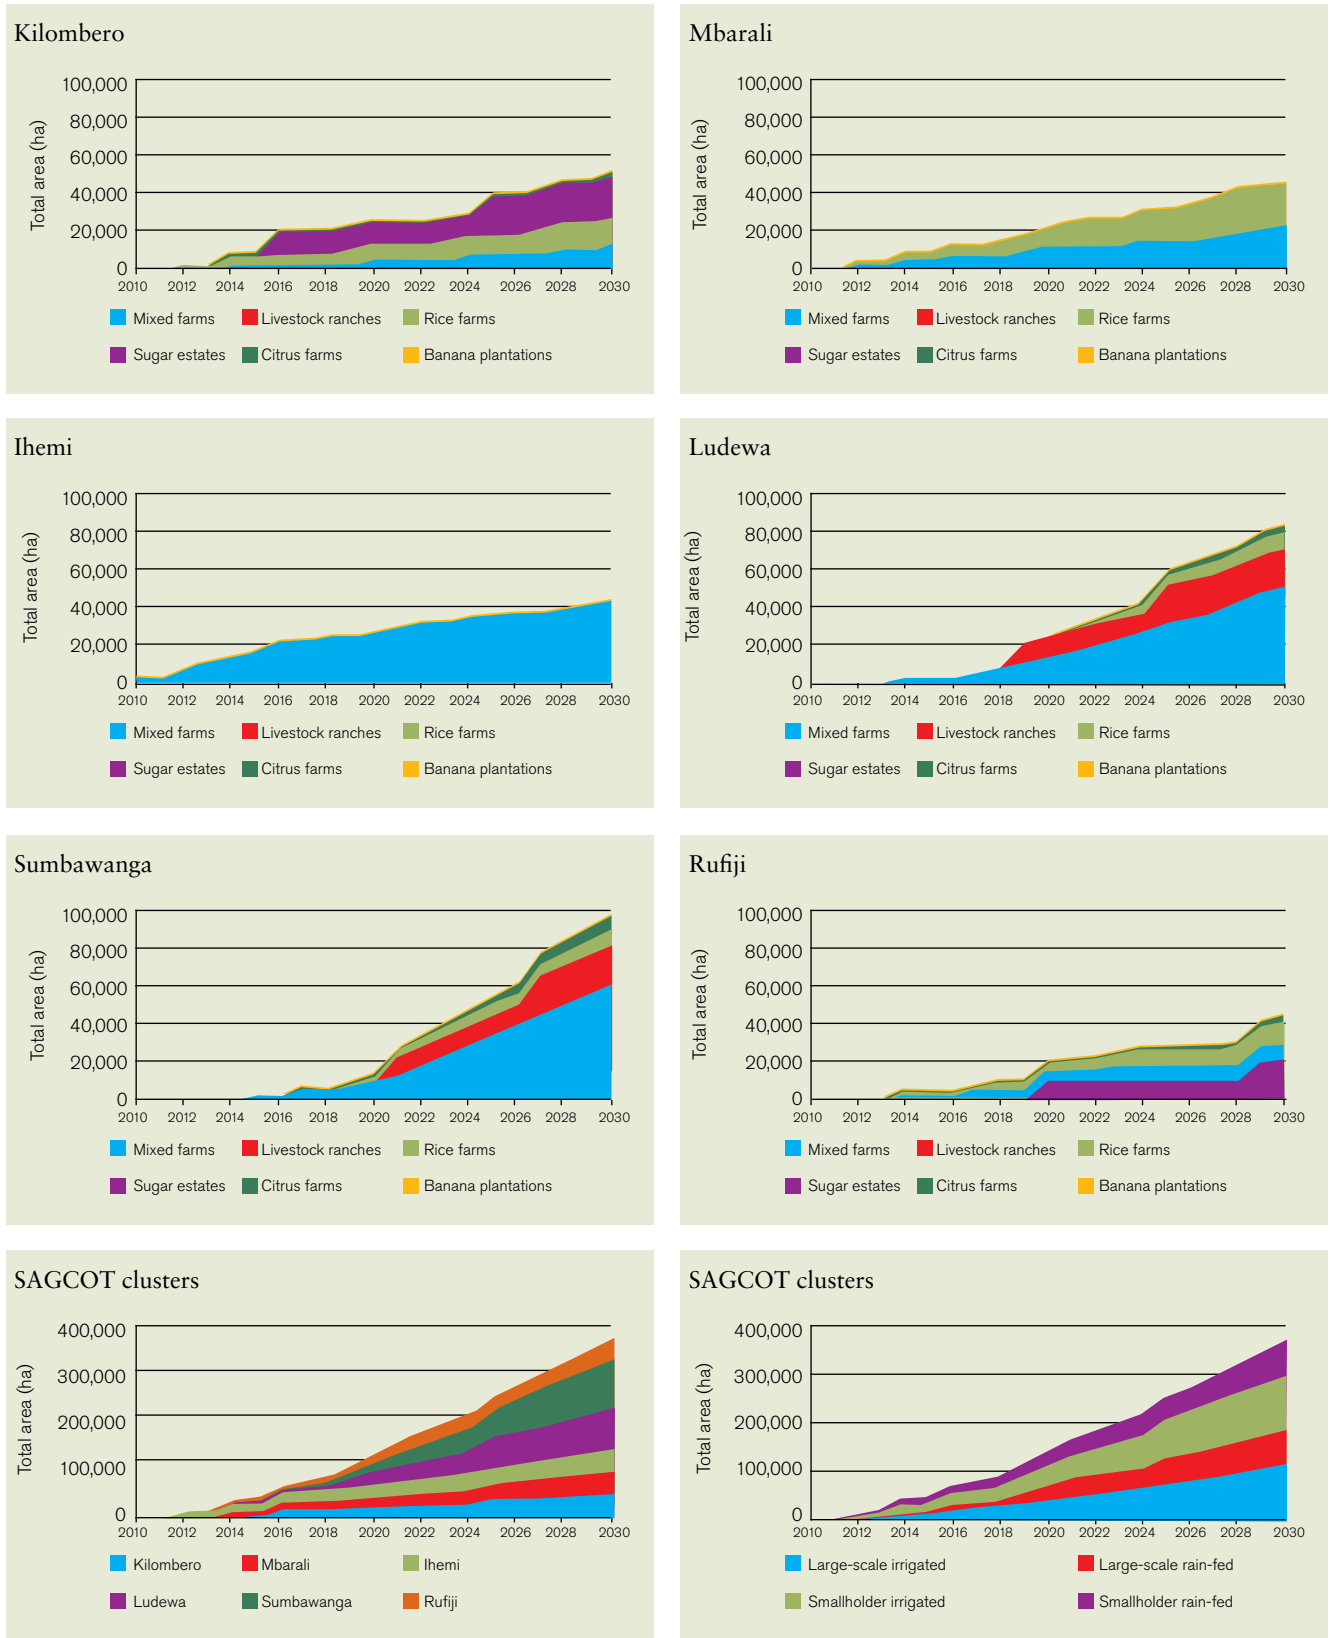 Kilombero
Total area (ha)
100,000
80,000
60,000
40,000
20,000
0
2010 2012 2014 2016 2018 2020 2022 2024 2026 2028 2030
Mixed farms Livestock ranches Rice farms
Sugar estates Citrus farms Banana plantations
Mbarali
Total area (ha)
100,000
80,000
60,000
40,000
20,000
0
2010 2012 2014 2016 2018 2020 2022 2024 2026 2028 2030
Mixed farms Livestock ranches Rice farms
Sugar estates Citrus farms Banana plantations
Ihemi
Total area (ha)
100,000
80,000
60,000
40,000
20,000
0
2010 2012 2014 2016 2018 2020 2022 2024 2026 2028 2030
Mixed farms Livestock ranches Rice farms
Sugar estates Citrus farms Banana plantations
Ludewa
Total area (ha)
100,000
80,000
60,000
40,000
20,000
0
2010 2012 2014 2016 2018 2020 2022 2024 2026 2028 2030
Mixed farms Livestock ranches Rice farms
Sugar estates Citrus farms Banana plantations
Sumbawanga
Total area (ha)
100,000
80,000
60,000
40,000
20,000
0
2010 2012 2014 2016 2018 2020 2022 2024 2026 2028 2030
Mixed farms Livestock ranches Rice farms
Sugar estates Citrus farms Banana plantations
Rufiji
Total area (ha)
100,000
80,000
60,000
40,000
20,000
0
2010 2012 2014 2016 2018 2020 2022 2024 2026 2028 2030
Mixed farms Livestock ranches Rice farms
Sugar estates Citrus farms Banana plantations
SAGCOT clusters
Total area (ha)
400,000
300,000
200,000
100,000
0
2010 2012 2014 2016 2018 2020 2022 2024 2026 2028 2030
Kilombero Mbarali Ihemi
Ludewa Sumbawanga Rufiji
SAGCOT clusters
Total area (ha)
400,000
300,000
200,000
100,000
0
2010 2012 2014 2016 2018 2020 2022 2024 2026 2028 2030
Large-scale irrigated Large-scale rain-fed
Smallholder irrigated Smallholder rain-fed